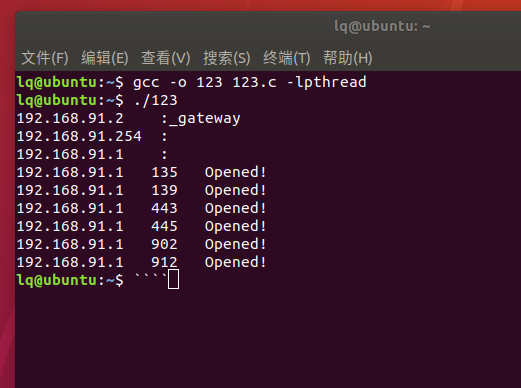 lq@ubuntu: ~
文件(F) 编辑(E) 查看(V) 搜索(S) 终端(T) 帮助(H)
lq@ubuntu:~$ gcc -o 123 123.c -lpthread
lq@ubuntu:~$ ./123
192.168.91.2    :_gateway
192.168.91.254  :
192.168.91.1    :
192.168.91.1   135   Opened!
192.168.91.1   139   Opened!
192.168.91.1   443   Opened!
192.168.91.1   445   Opened!
192.168.91.1   902   Opened!
192.168.91.1   912   Opened!
lq@ubuntu:~$ ````